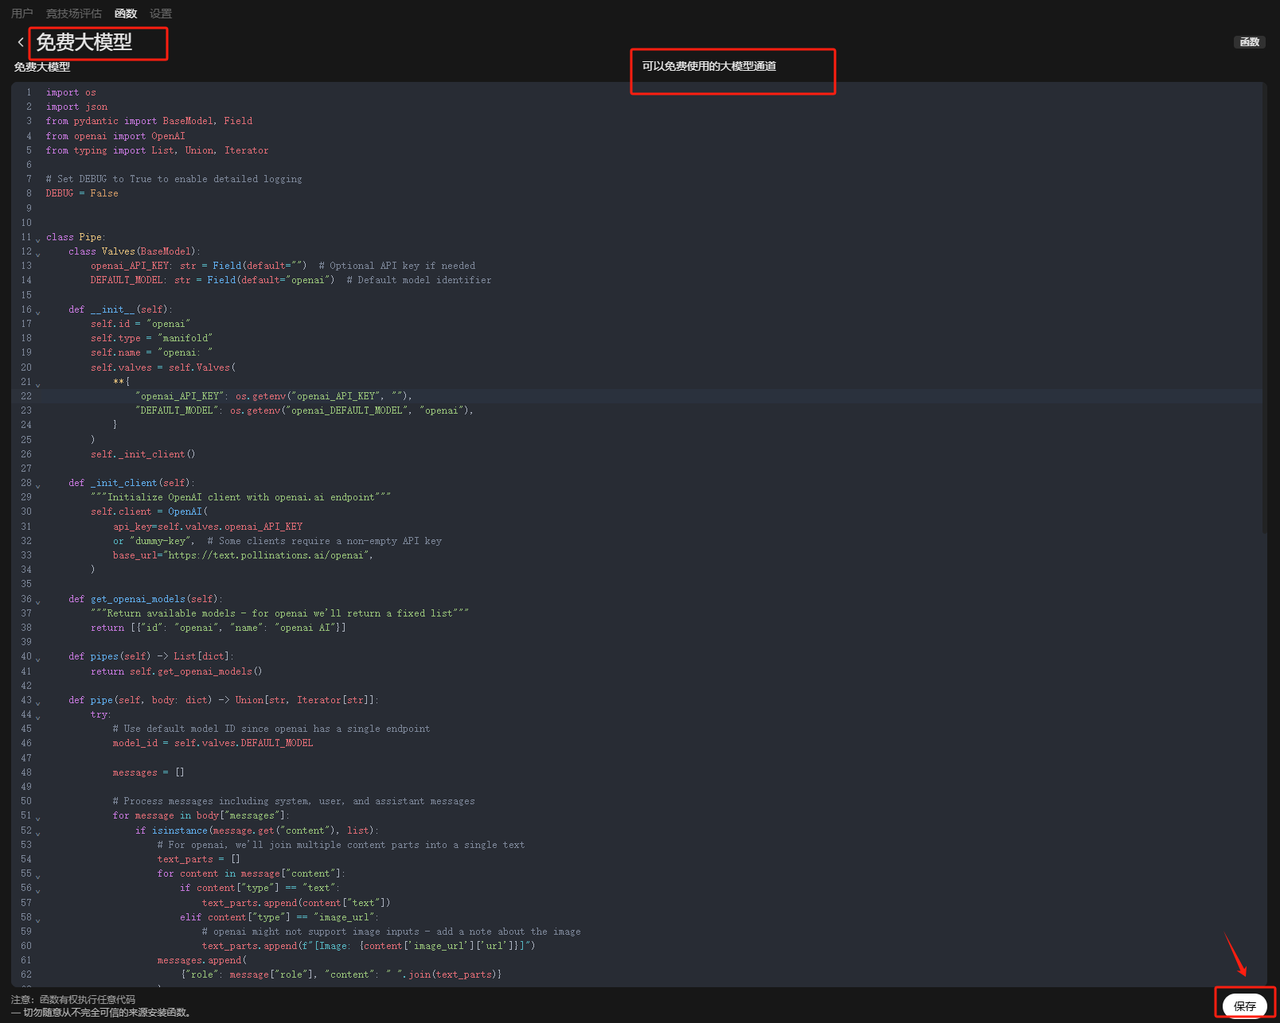 用户 竞技场评估 函数 设置
免费大模型
函数
免费大模型
可以免费使用的大模型通道
1 import os
2 import json
3 from pydantic import BaseModel, Field
4 from openai import OpenAI
5 from typing import List, Union, Iterator
6
7 # Set DEBUG to True to enable detailed logging
8 DEBUG = False
9
10
11 class Pipe:
12     class Valves(BaseModel):
13         openai_API_KEY: str = Field(default="")  # Optional API key if needed
14         DEFAULT_MODEL: str = Field(default="openai")  # Default model identifier
15
16     def __init__(self):
17         self.id = "openai"
18         self.type = "manifold"
19         self.name = "openai: "
20         self.valves = self.Valves(
21             **{
22                 "openai_API_KEY": os.getenv("openai_API_KEY", ""),
23                 "DEFAULT_MODEL": os.getenv("openai_DEFAULT_MODEL", "openai"),
24             }
25         )
26         self._init_client()
27
28     def _init_client(self):
29         """Initialize OpenAI client with openai.ai endpoint"""
30         self.client = OpenAI(
31             api_key=self.valves.openai_API_KEY
32             or "dummy-key",  # Some clients require a non-empty API key
33             base_url="https://text.pollinations.ai/openai",
34         )
35
36     def get_openai_models(self):
37         """Return available models - for openai we'll return a fixed list"""
38         return [{"id": "openai", "name": "openai AI"}]
39
40     def pipes(self) -> List[dict]:
41         return self.get_openai_models()
42
43     def pipe(self, body: dict) -> Union[str, Iterator[str]]:
44         try:
45             # Use default model ID since openai has a single endpoint
46             model_id = self.valves.DEFAULT_MODEL
47
48             messages = []
49
50             # Process messages including system, user, and assistant messages
51             for message in body["messages"]:
52                 if isinstance(message.get("content"), list):
53                     # For openai, we'll join multiple content parts into a single text
54                     text_parts = []
55                     for content in message["content"]:
56                         if content["type"] == "text":
57                             text_parts.append(content["text"])
58                         elif content["type"] == "image_url":
59                             # openai might not support image inputs - add a note about the image
60                             text_parts.append(f"[Image: {content['image_url']['url']}]")
61                     messages.append(
62                         {"role": message["role"], "content": " ".join(text_parts)}
注意：函数有权执行任意代码
— 切勿随意从不完全可信的来源安装函数。
保存